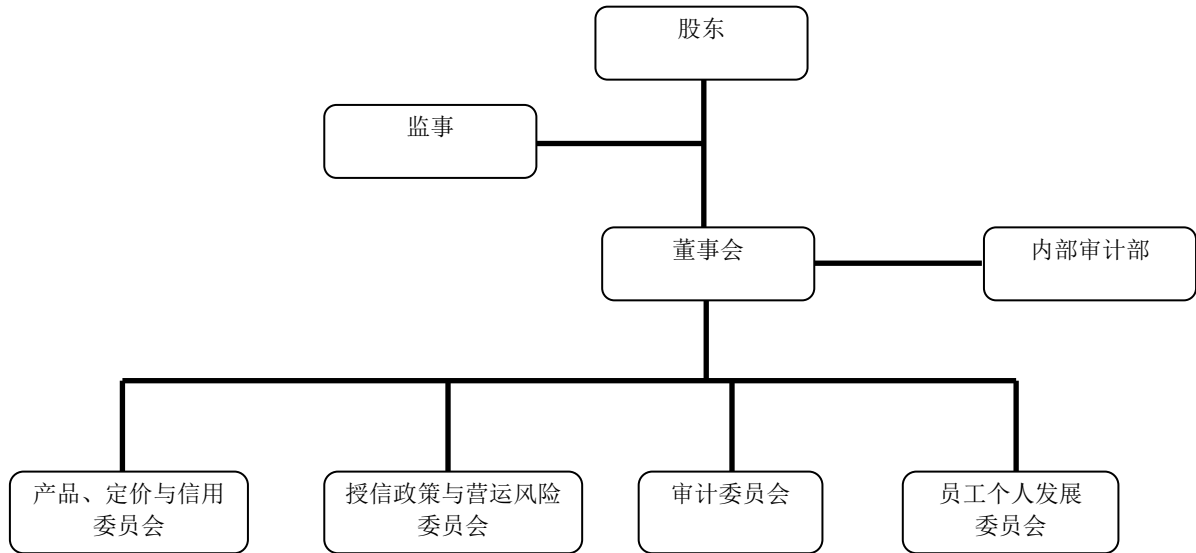 股东
监事
董事会
内部审计部
产品、定价与信用
委员会
授信政策与营运风险
委员会
审计委员会
员工个人发展
委员会